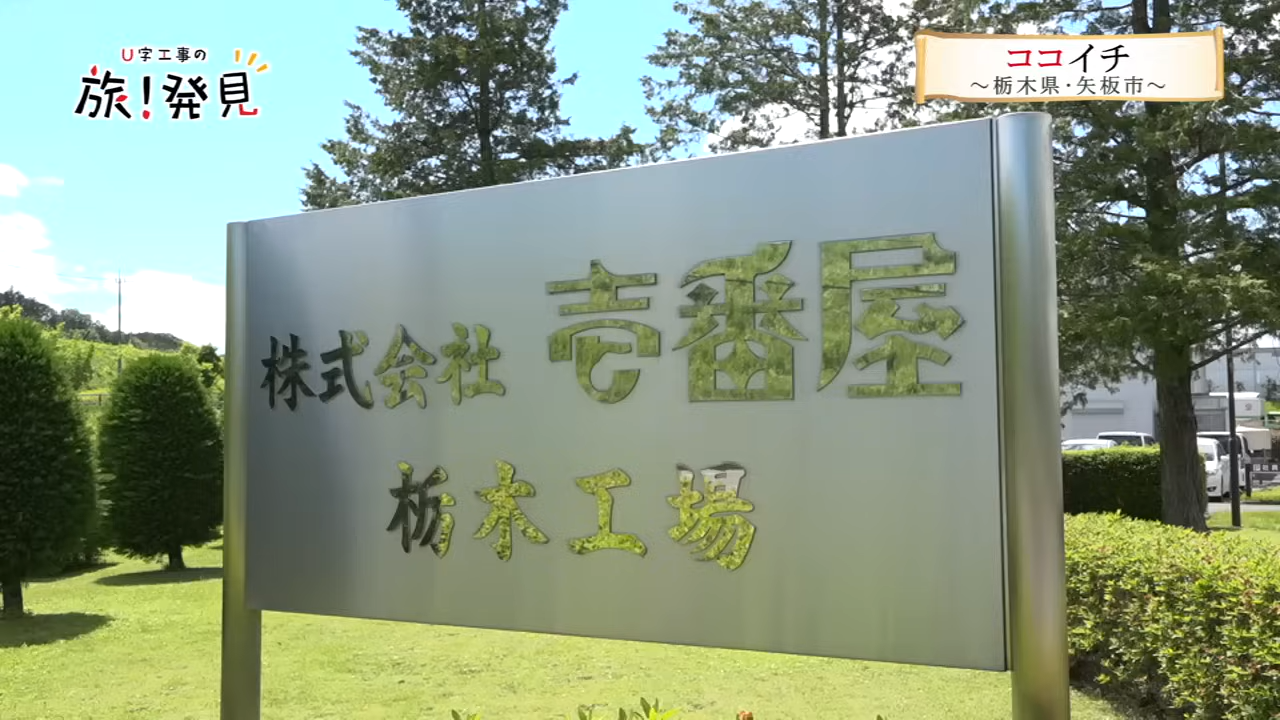 U字工事の
旅!発見
ココイチ
～栃木県・矢板市～
株式会社 壱番屋
栃木工場